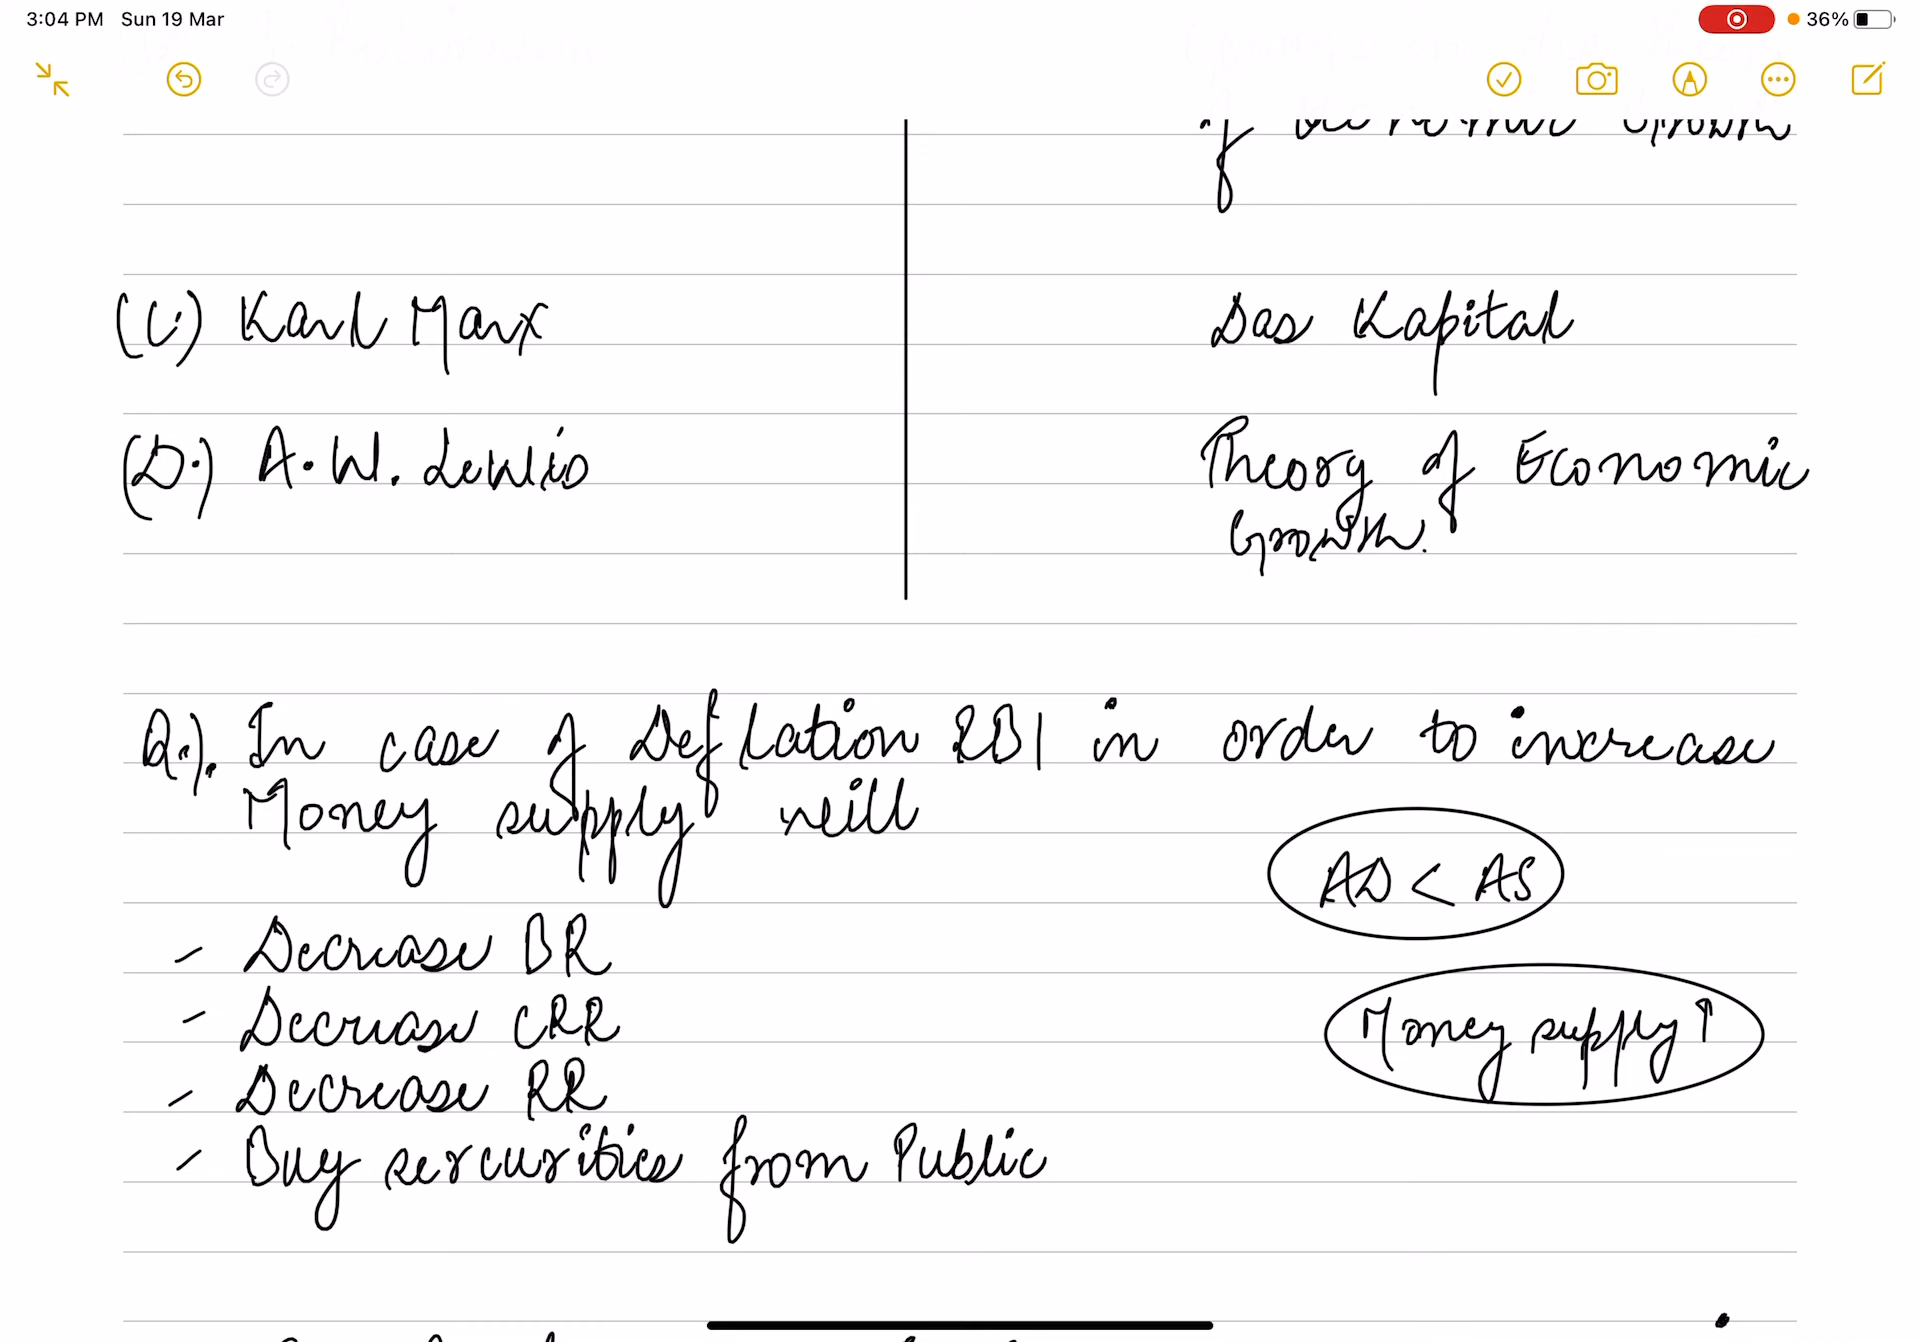 3:04 PM Sun 19 Mar 36%
(C.) Karl Marx Das Kapital
(D.) A.W. Lewis Theory of Economic
Growth.
Q.). In case of Deflation RBI in order to increase
Money supply will
AD < AS
- Decrease BR
- Decrease CRR Money supply ↑
- Decrease RR
- Buy sercurities from Public